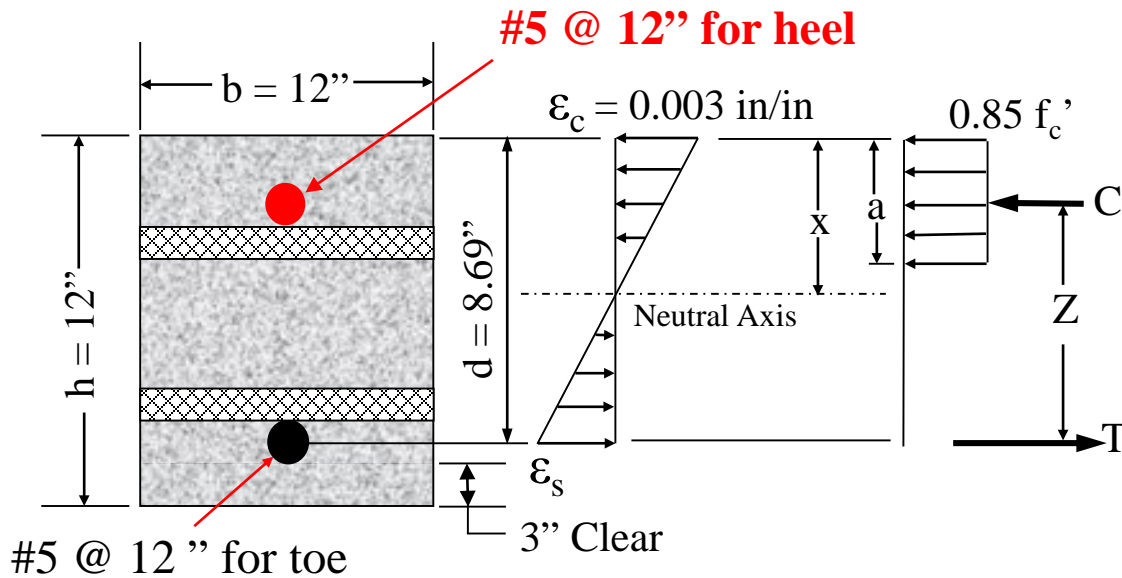 #5 @ 12” for heel
b = 12”
εc = 0.003 in/in
0.85 fc’
C
a
x
h = 12”
d = 8.69”
Z
Neutral Axis
T
εs
3” Clear
#5 @ 12 ” for toe